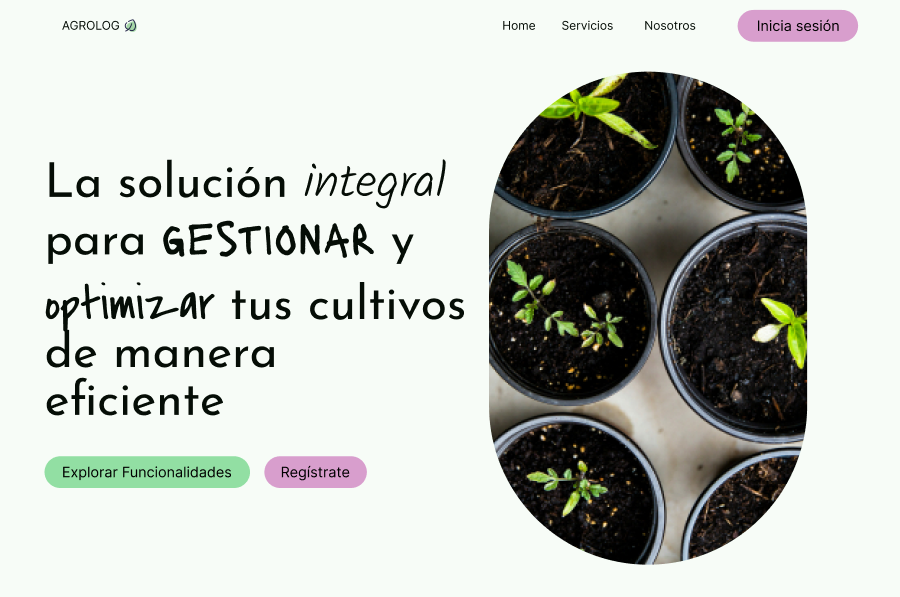 AGROLOG
Home
Servicios
Nosotros
Inicia sesión
La solución integral
para GESTIONAR y
optimizar tus cultivos
de manera
eficiente
Explorar Funcionalidades
Regístrate